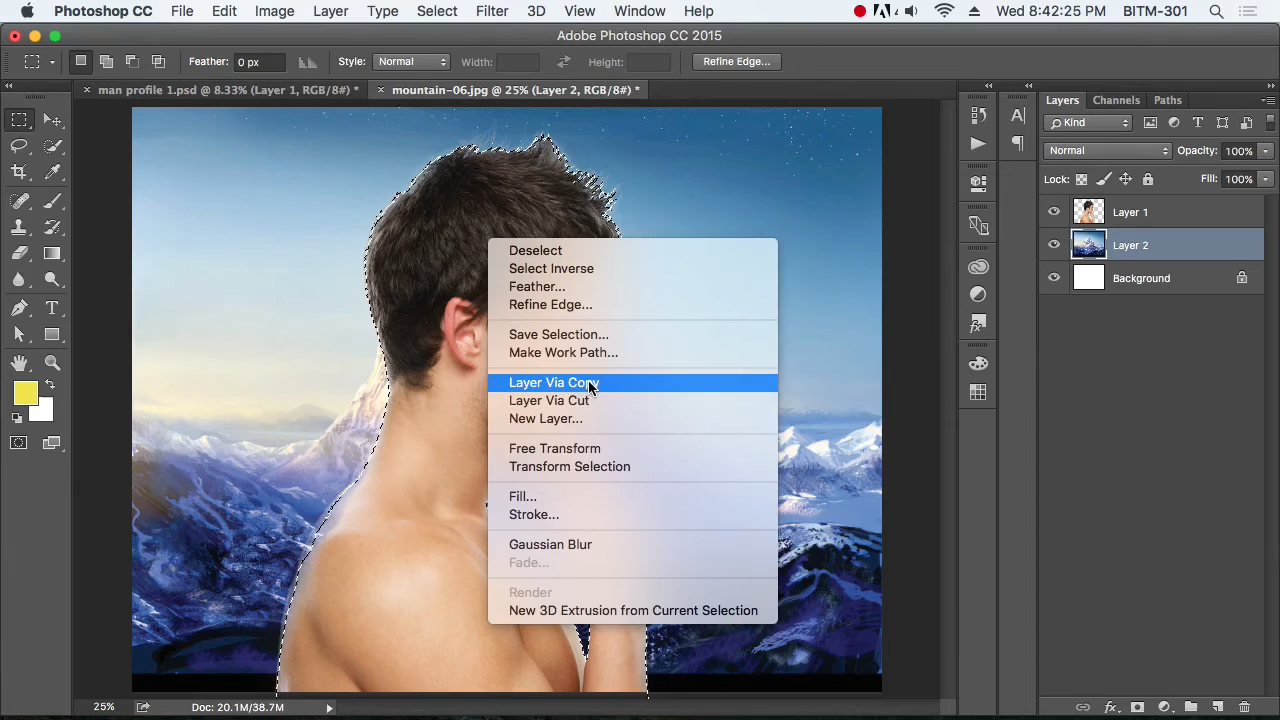 Photoshop CC File Edit Image Layer Type Select Filter 3D View Window Help Wed 8:42:25 PM BITM-301
Adobe Photoshop CC 2015
Feather: 0 px Style: Normal Width: Height: Refine Edge...
man profile 1.psd @ 8.33% (Layer 1, RGB/8#) * mountain-06.jpg @ 25% (Layer 2, RGB/8#) *
Layers Channels Paths
Kind
Normal Opacity: 100%
Lock: Fill: 100%
Layer 1
Layer 2
Background
Deselect
Select Inverse
Feather...
Refine Edge...
Save Selection...
Make Work Path...
Layer Via Copy
Layer Via Cut
New Layer...
Free Transform
Transform Selection
Fill...
Stroke...
Gaussian Blur
Fade...
Render
New 3D Extrusion from Current Selection
25% Doc: 20.1M/38.7M